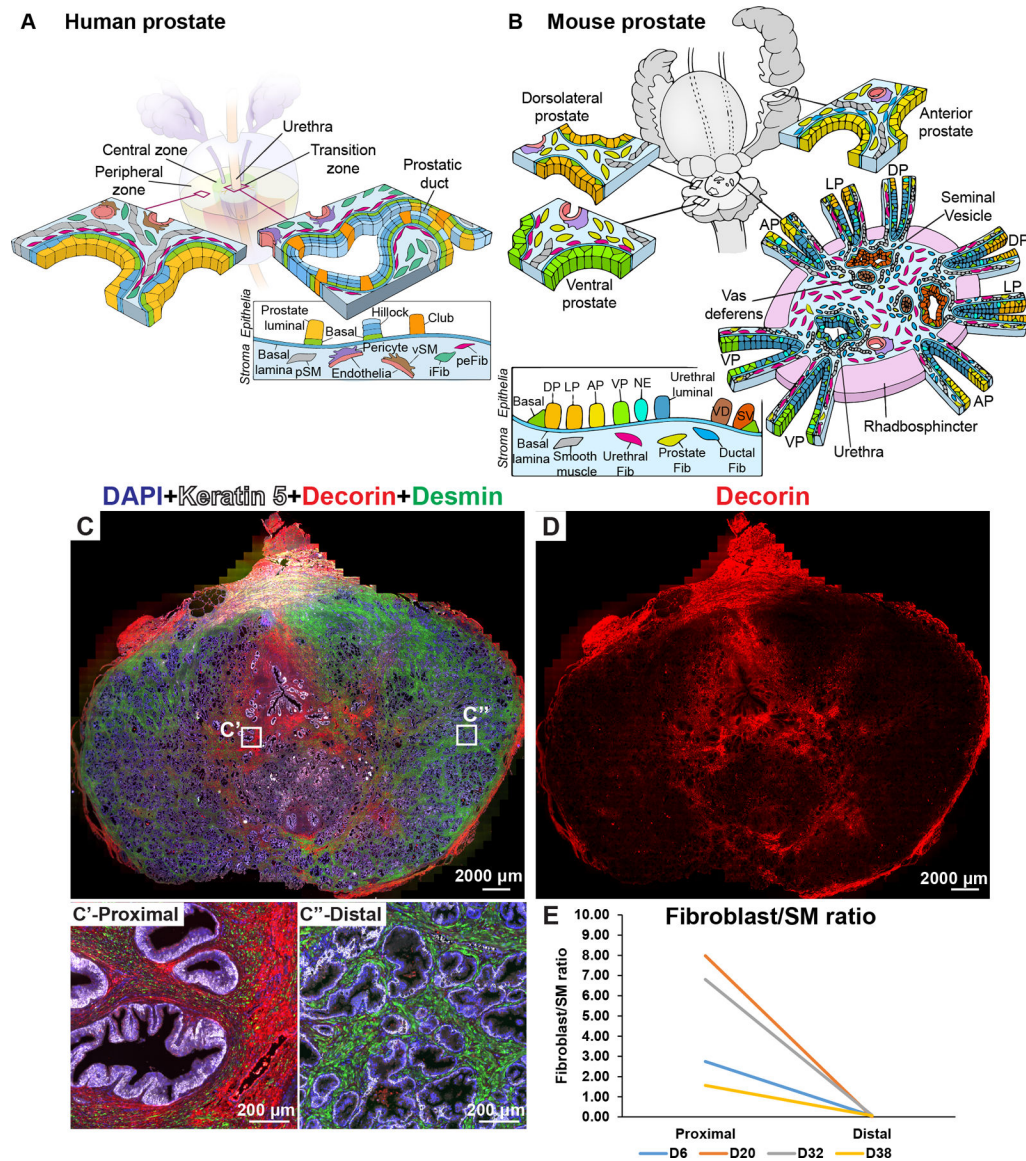 A Human prostate
Urethra
Central zone
Transition
zone
Peripheral
zone
Prostatic
duct
Stroma Epithelia
Prostate
luminal
Basal
Hillock
Club
Basal
lamina
pSM
Pericyte
Endothelia
vSM
iFib
peFib
B Mouse prostate
Dorsolateral
prostate
Anterior
prostate
Ventral
prostate
LP
DP
AP
Seminal
Vesicle
DP
LP
Vas
deferens
VP
VP
AP
Rhadbosphincter
Urethra
Stroma Epithelia
Basal
DP
LP
AP
VP
NE
Urethral
luminal
VD
SV
Basal
lamina
Smooth
muscle
Urethral
Fib
Prostate
Fib
Ductal
Fib
DAPI+Keratin 5+Decorin+Desmin
C
C'
C"
2000 µm
Decorin
D
2000 µm
C'-Proximal
200 µm
C"-Distal
200 µm
E
Fibroblast/SM ratio
Fibroblast/SM ratio
10.00
9.00
8.00
7.00
6.00
5.00
4.00
3.00
2.00
1.00
0.00
Proximal
Distal
D6
D20
D32
D38